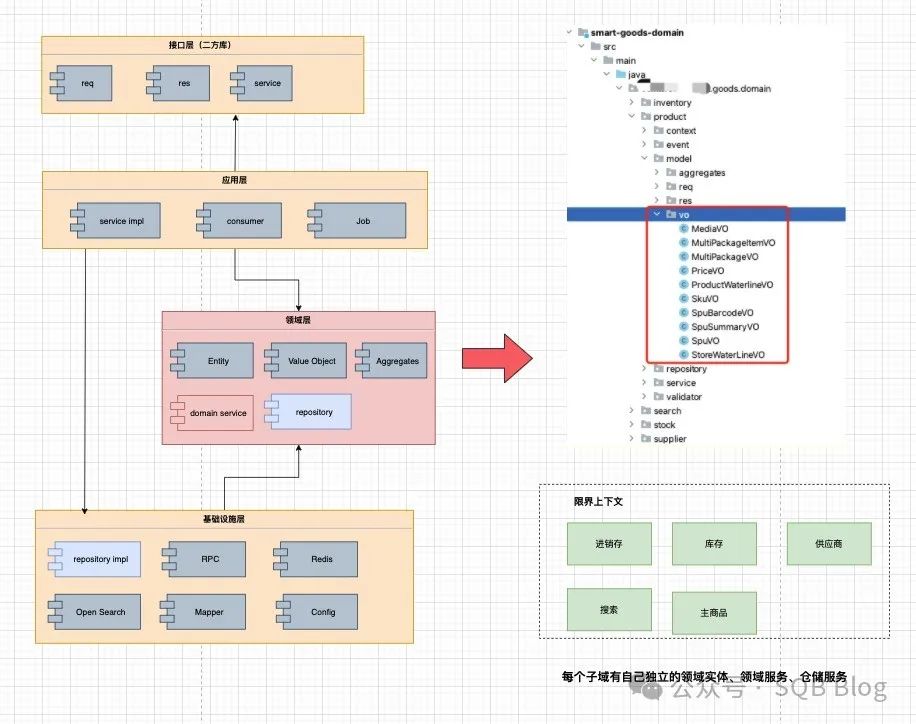 接口层（二方库）
req
res
service
应用层
service impl
consumer
Job
领域层
Entity
Value Object
Aggregates
domain service
repository
基础设施层
repository impl
RPC
Redis
Open Search
Mapper
Config
smart-goods-domain
src
main
java
.goods.domain
inventory
product
context
event
model
aggregates
req
res
vo
MediaVO
MultiPackageItemVO
MultiPackageVO
PriceVO
ProductWaterlineVO
SkuVO
SpuBarcodeVO
SpuSummaryVO
SpuVO
StoreWaterLineVO
repository
service
validator
search
stock
supplier
限界上下文
进销存
库存
供应商
搜索
主商品
每个子域有自己独立的领域实体、领域服务、仓储服务
公众号 · SQB Blog